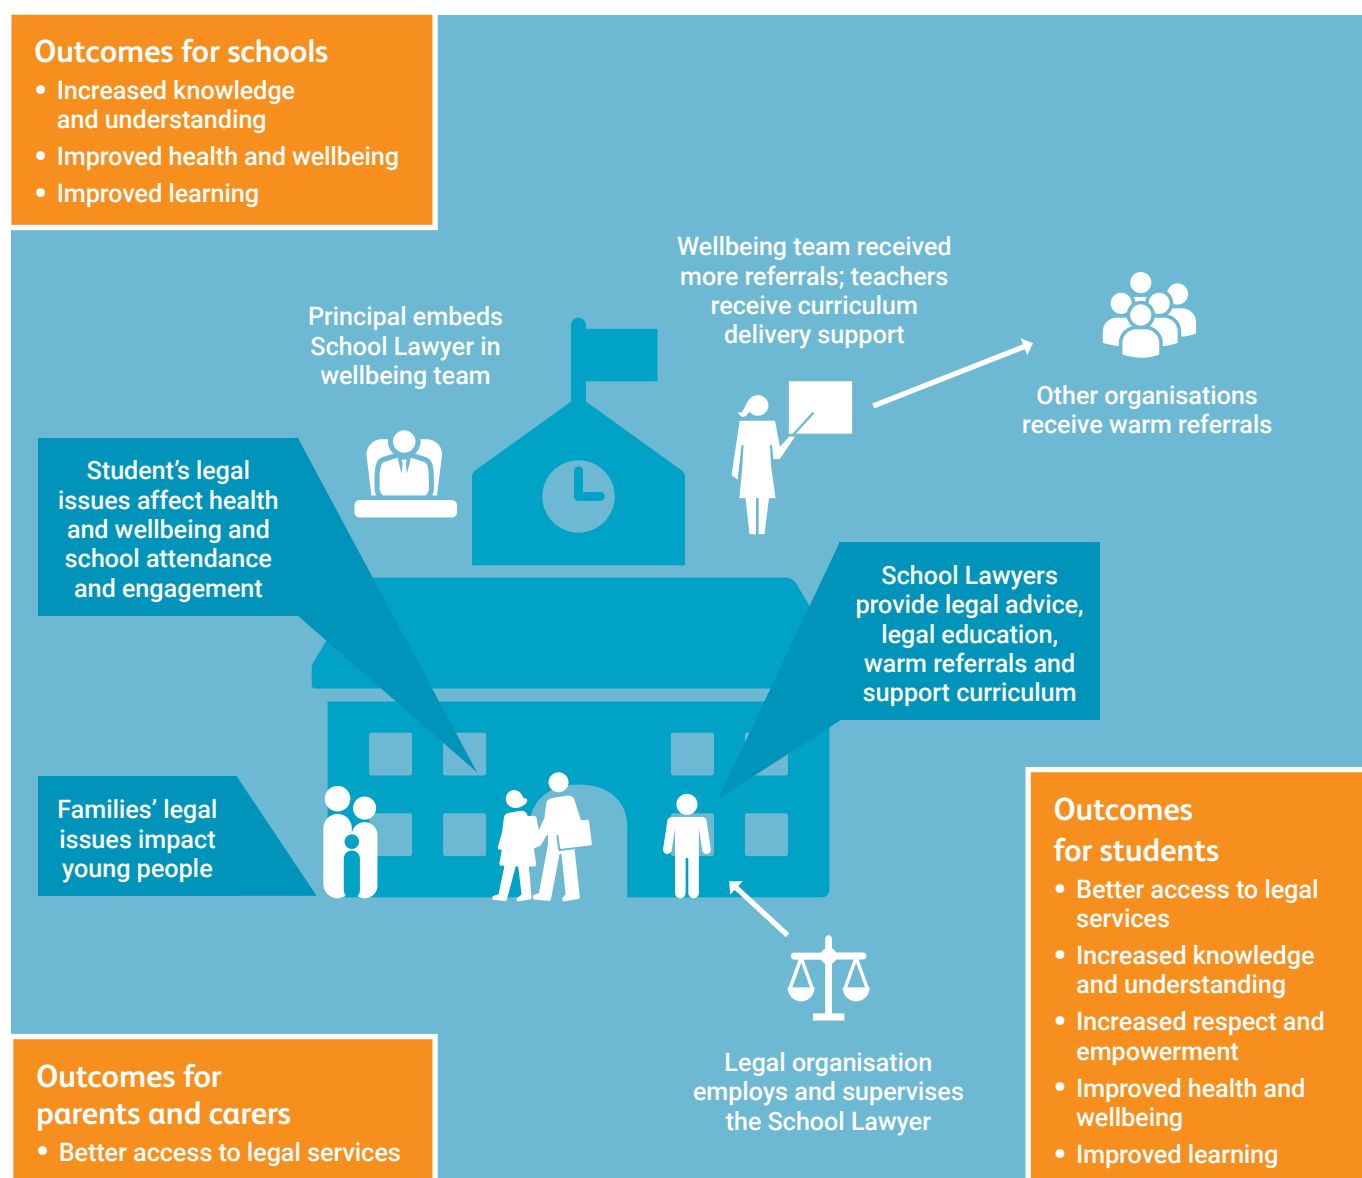 Outcomes for schools
• Increased knowledge
and understanding
• Improved health and wellbeing
• Improved learning
Wellbeing team received
more referrals; teachers
receive curriculum
delivery support
Principal embeds
School Lawyer in
wellbeing team
Other organisations
receive warm referrals
Student’s legal
issues affect health
and wellbeing and
school attendance
and engagement
School Lawyers
provide legal advice,
legal education,
warm referrals and
support curriculum
Families’ legal
issues impact
young people
Legal organisation
employs and supervises
the School Lawyer
Outcomes
for students
• Better access to legal
services
• Increased knowledge
and understanding
• Increased respect and
empowerment
• Improved health and
wellbeing
• Improved learning
Outcomes for
parents and carers
• Better access to legal services